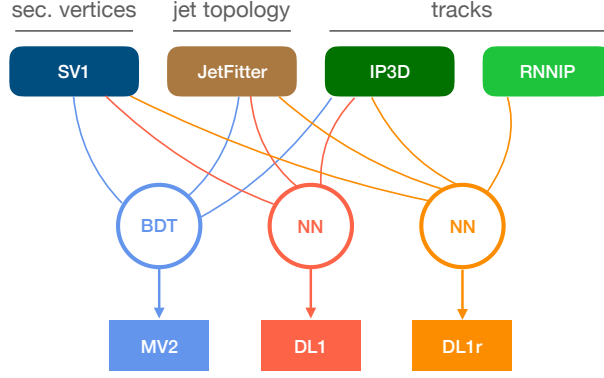 sec. vertices jet topology tracks
SV1 JetFitter IP3D RNNIP
BDT NN NN
MV2 DL1 DL1r